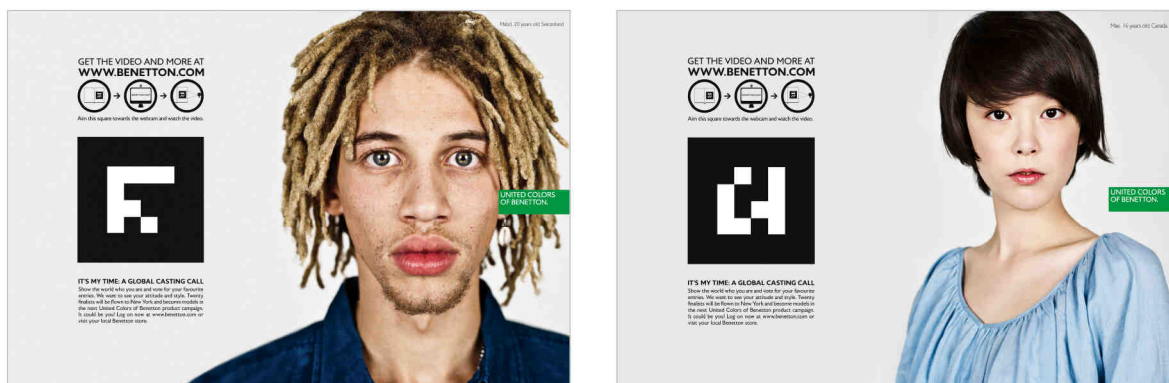 GET THE VIDEO AND MORE AT
WWW.BENETTON.COM
Aim this square towards the webcam and watch the video.
IT'S MY TIME: A GLOBAL CASTING CALL
Show the world who you are and vote for your favourite
entries. We want to see your attitude and style. Twenty
finalists will be flown to New York and become models in
the next United Colors of Benetton product campaign.
It could be you! Log on now at www.benetton.com or
visit your local Benetton store.
20 years old Switzerland
UNITED COLORS
OF BENETTON.
GET THE VIDEO AND MORE AT
WWW.BENETTON.COM
Aim this square towards the webcam and watch the video.
IT'S MY TIME: A GLOBAL CASTING CALL
Show the world who you are and vote for your favourite
entries. We want to see your attitude and style. Twenty
finalists will be flown to New York and become models in
the next United Colors of Benetton product campaign.
It could be you! Log on now at www.benetton.com or
visit your local Benetton store.
16 years old Canada
UNITED COLORS
OF BENETTON.